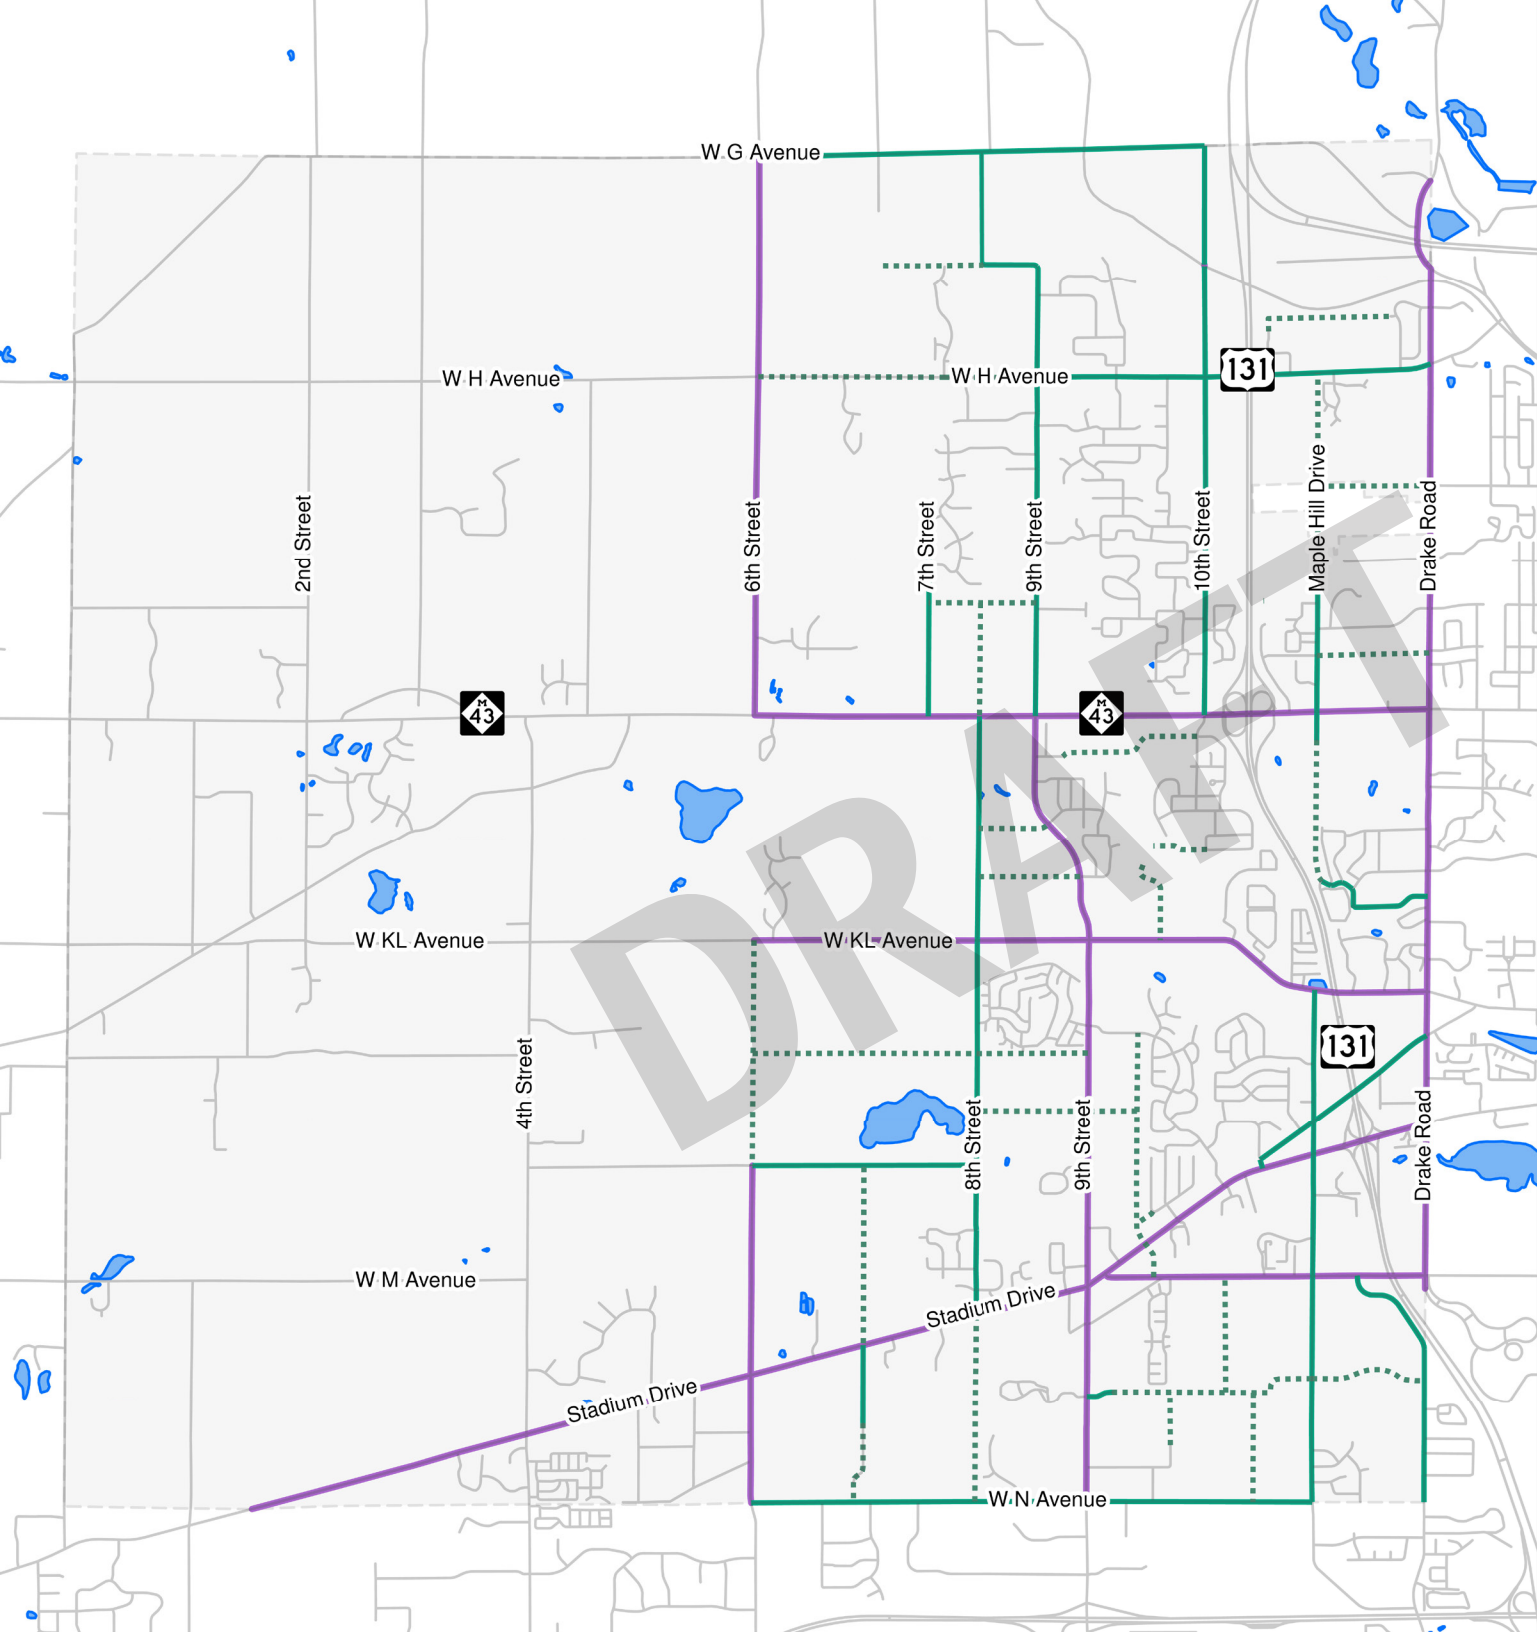 W G Avenue
131
W H Avenue
W H Avenue
2nd Street
6th Street
7th Street
9th Street
10th Street
Maple Hill Drive
Drake Road
M
43
M
43
DRAFT
W KL Avenue
W KL Avenue
131
4th Street
8th Street
9th Street
Drake Road
W M Avenue
Stadium Drive
Stadium Drive
W N Avenue